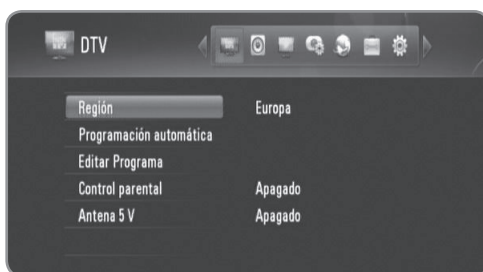 DTV
Región Europa
Programación automática
Editar Programa
Control parental Apagado
Antena 5 V Apagado